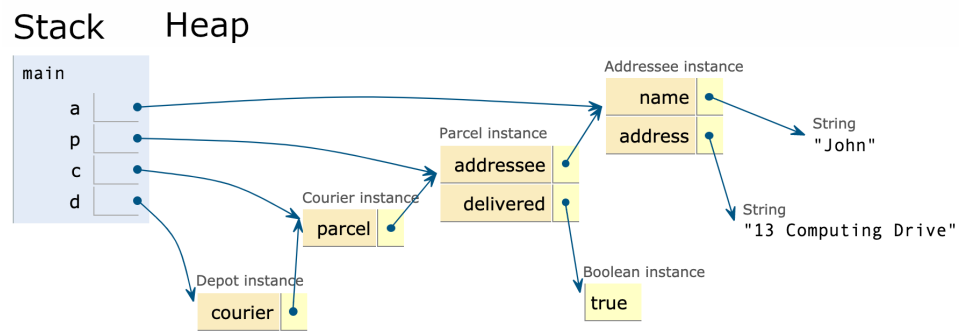 Stack
Heap
main
a
p
c
d
Addressee instance
name
address
String
"John"
Parcel instance
addressee
delivered
Courier instance
parcel
String
"13 Computing Drive"
Depot instance
courier
Boolean instance
true